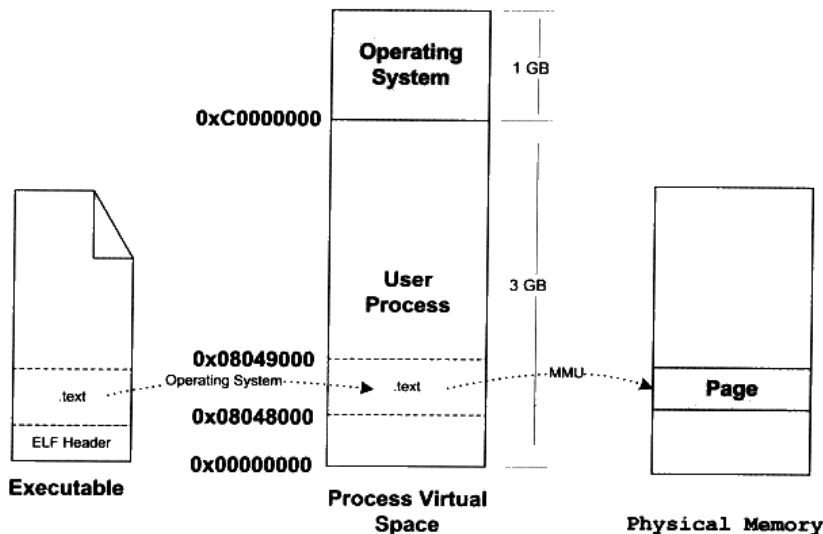 Operating
System
1 GB
0xC0000000
User
Process
3 GB
0x08049000
.text
Operating System
.text
MMU
Page
0x08048000
ELF Header
0x00000000
Executable
Process Virtual
Space
Physical Memory